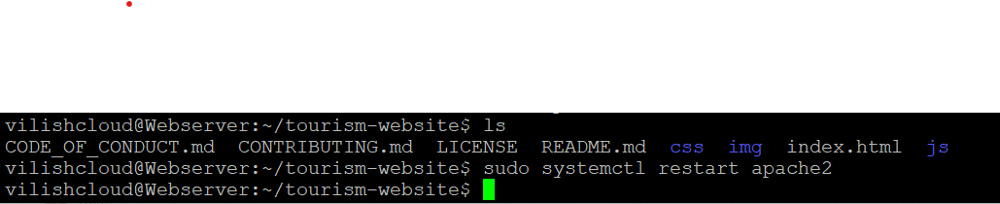 vilishcloud@Webserver:~/tourism-website$ ls
CODE_OF_CONDUCT.md  CONTRIBUTING.md  LICENSE  README.md  css  img  index.html  js
vilishcloud@Webserver:~/tourism-website$ sudo systemctl restart apache2
vilishcloud@Webserver:~/tourism-website$